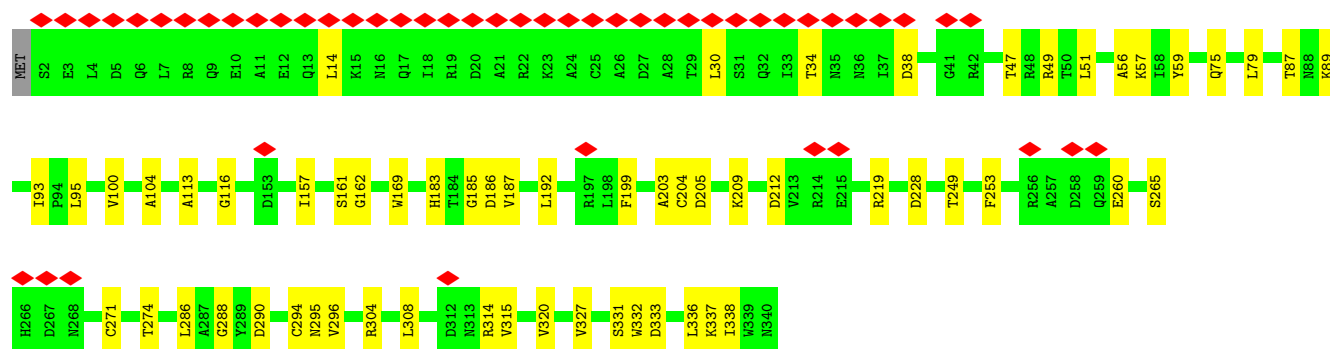 MET S2 E3 L4 D5 Q6 L7 R8 Q9 E10 A11 E12 Q13 L14 K15 N16 Q17 I18 R19 D20 A21 R22 K23 A24 C25 A26 D27 A28 T29 L30 S31 Q32 I33 T34 N35 N36 I37 D38 G41 R42 T47 R48 R49 T50 L51 A56 K57 I58 Y59 Q75 L79 T87 N88 K89
I93 P94 L95 V100 A104 A113 G116 D153 I157 S161 G162 W169 H183 T184 G185 D186 V187 L192 R197 L198 F199 A203 C204 D205 K209 D212 V213 R214 E215 R219 D228 T249 F253 R256 A257 D258 Q259 E260 S265
H266 D267 N268 C271 T274 L286 A287 G288 Y289 D290 C294 N295 V296 R304 L308 D312 N313 R314 V315 V320 V327 S331 W332 D333 L336 K337 I338 W339 N340